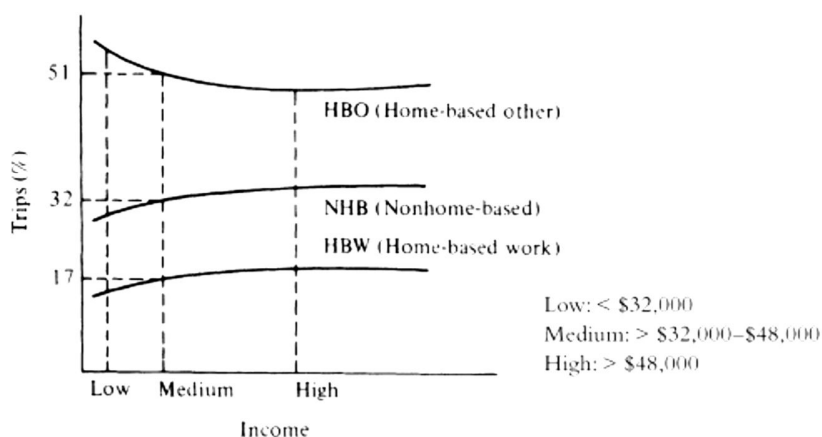 51
HBO (Home-based other)
Trips (%)
32
NHB (Nonhome-based)
HBW (Home-based work)
17
Low: < $32,000
Medium: > $32,000–$48,000
High: > $48,000
Low Medium High
Income